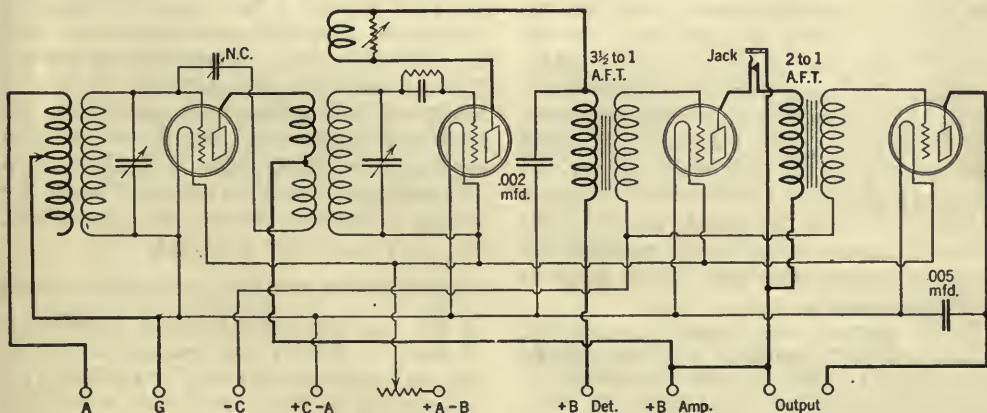 N.C.
3½ to 1
A.F.T.
Jack
2 to 1
A.F.T.
.002
mfd.
.005
mfd.
A
G
-C
+C-A
+A-B
+B Det.
+B Amp.
Output